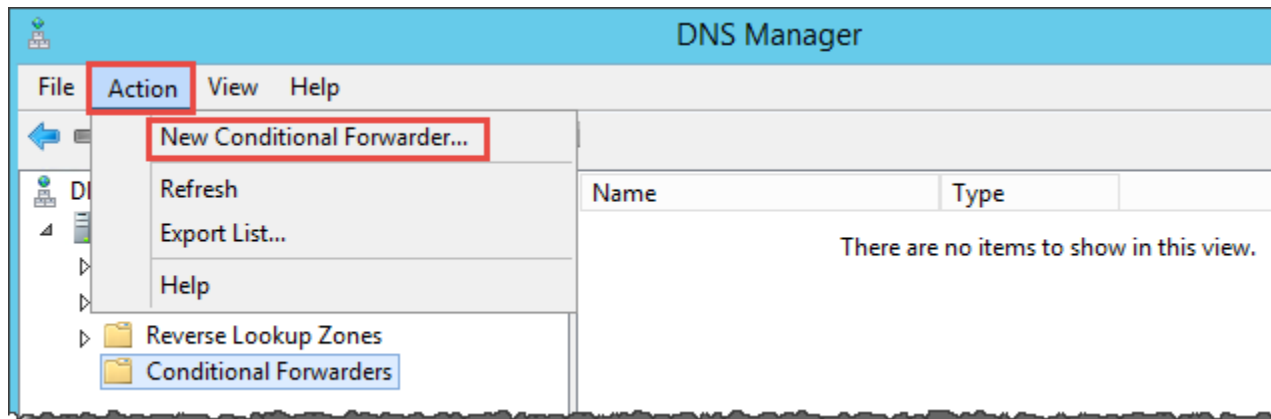 DNS Manager
File Action View Help
New Conditional Forwarder...
Refresh
Export List...
Help
Name Type
There are no items to show in this view.
Reverse Lookup Zones
Conditional Forwarders